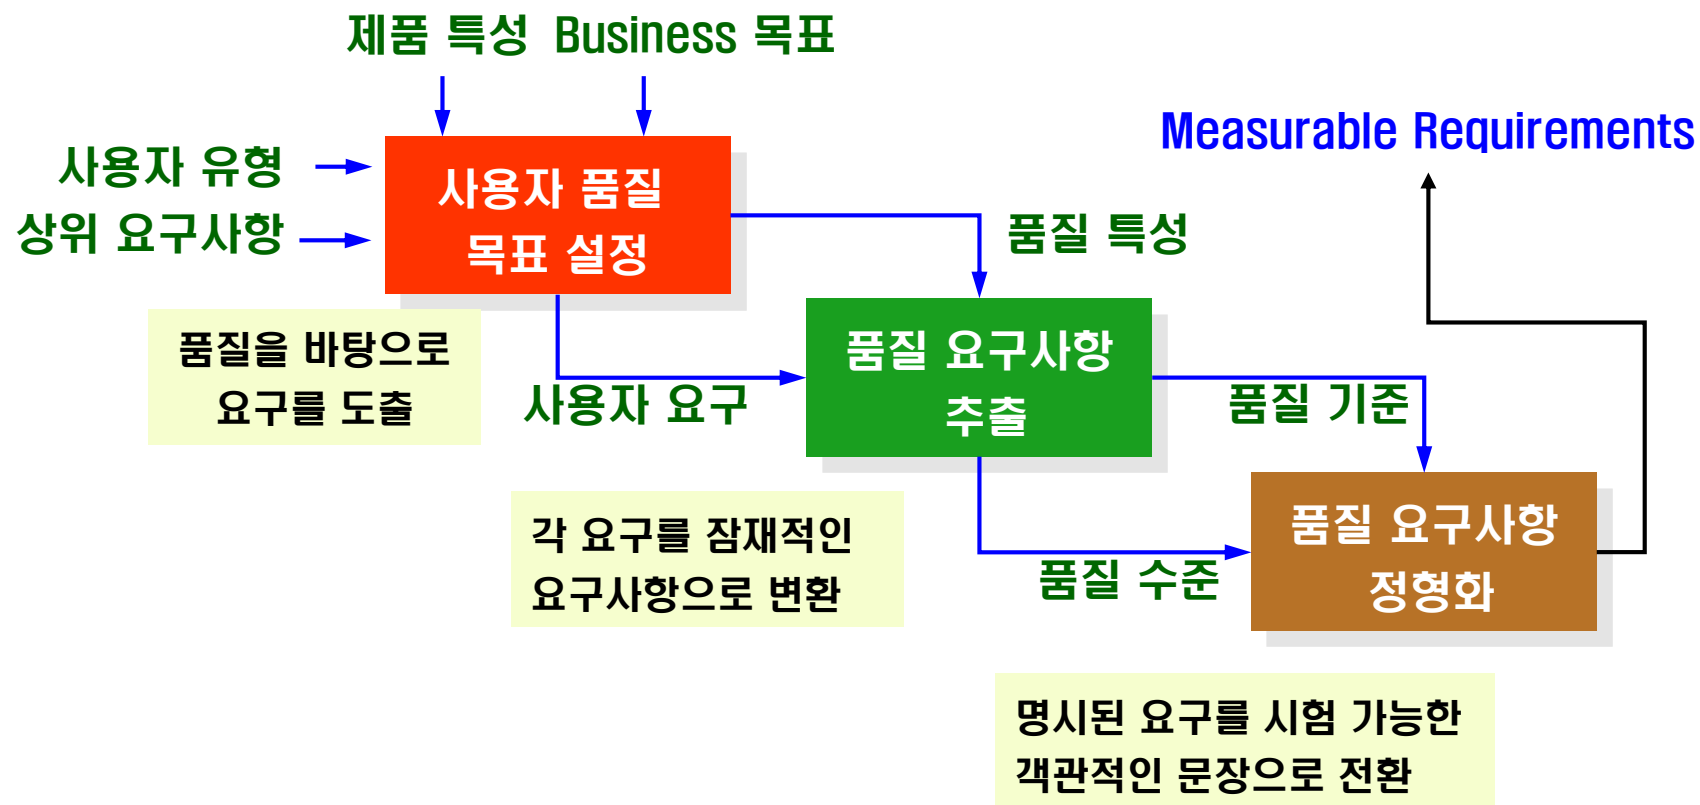 제품 특성 Business 목표
Measurable Requirements
사용자 유형
상위 요구사항
사용자 품질
목표 설정
품질 특성
품질을 바탕으로
요구를 도출
사용자 요구
품질 요구사항
추출
품질 기준
각 요구를 잠재적인
요구사항으로 변환
품질 수준
품질 요구사항
정형화
명시된 요구를 시험 가능한
객관적인 문장으로 전환